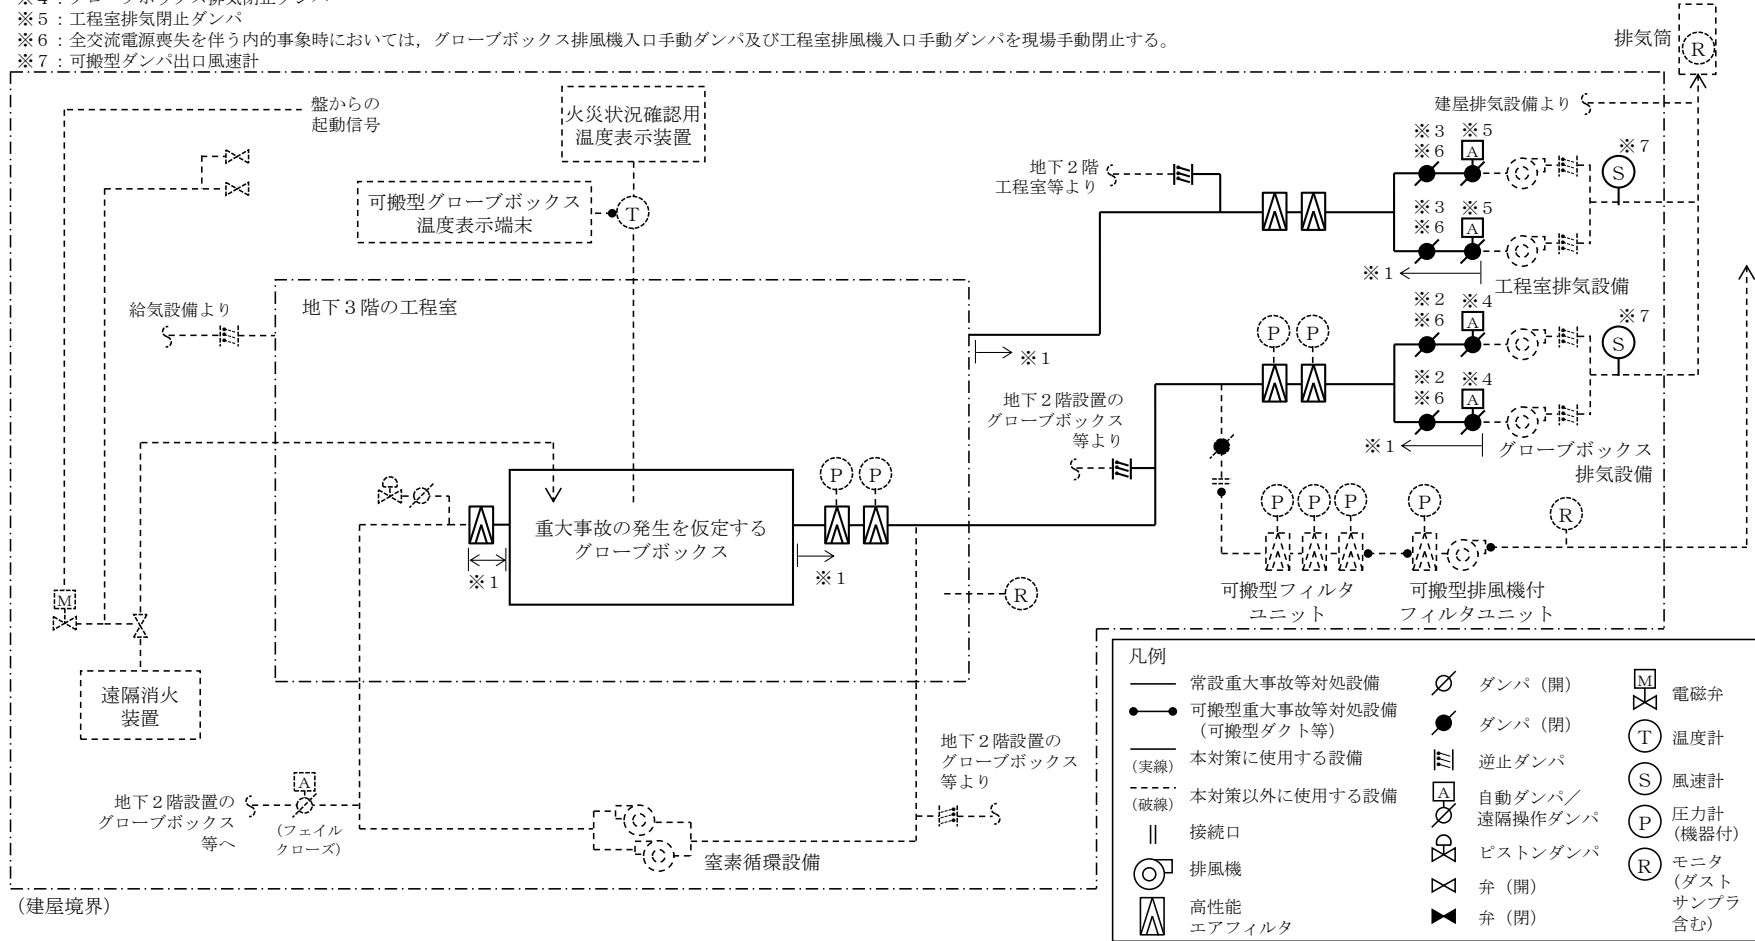 ※４：グローブボックス排気閉止ダンパ
※５：工程室排気閉止ダンパ
※６：全交流電源喪失を伴う内的事象時においては，グローブボックス排風機入口手動ダンパ及び工程室排風機入口手動ダンパを現場手動閉止する。
※７：可搬型ダンパ出口風速計
排気筒
R
盤からの
起動信号
火災状況確認用
温度表示装置
可搬型グローブボックス
温度表示端末
T
建屋排気設備より
地下２階
工程室等より
※３ ※５
※６ A
※７
S
※３ ※５
※６ A
※１
工程室排気設備
給気設備より
地下３階の工程室
※１
P P
※２ ※４
※６ A
※７
S
※２ ※４
※６ A
※１
グローブボックス
排気設備
地下２階設置の
グローブボックス
等より
P P
重大事故の発生を仮定する
グローブボックス
※１
※１
R
P P P P
R
可搬型フィルタ
ユニット
可搬型排風機付
フィルタユニット
M
遠隔消火
装置
地下２階設置の
グローブボックス
等へ
A
(フェイル
クローズ)
窒素循環設備
地下２階設置の
グローブボックス
等より
(建屋境界)
凡例
常設重大事故等対処設備
可搬型重大事故等対処設備
（可搬型ダクト等）
(実線) 本対策に使用する設備
(破線) 本対策以外に使用する設備
接続口
排風機
高性能
エアフィルタ
ダンパ（開）
ダンパ（閉）
逆止ダンパ
A 自動ダンパ／
遠隔操作ダンパ
ピストンダンパ
弁（開）
弁（閉）
M 電磁弁
T 温度計
S 風速計
P 圧力計
(機器付)
R モニタ
(ダスト
サンプラ
含む)